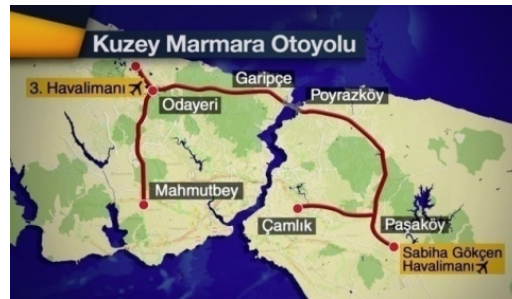 Kuzey Marmara Otoyolu
3. Havalimanı
Odayeri
Garipçe
Poyrazköy
Mahmutbey
Çamlık
Paşaköy
Sabiha Gökçen
Havalimanı